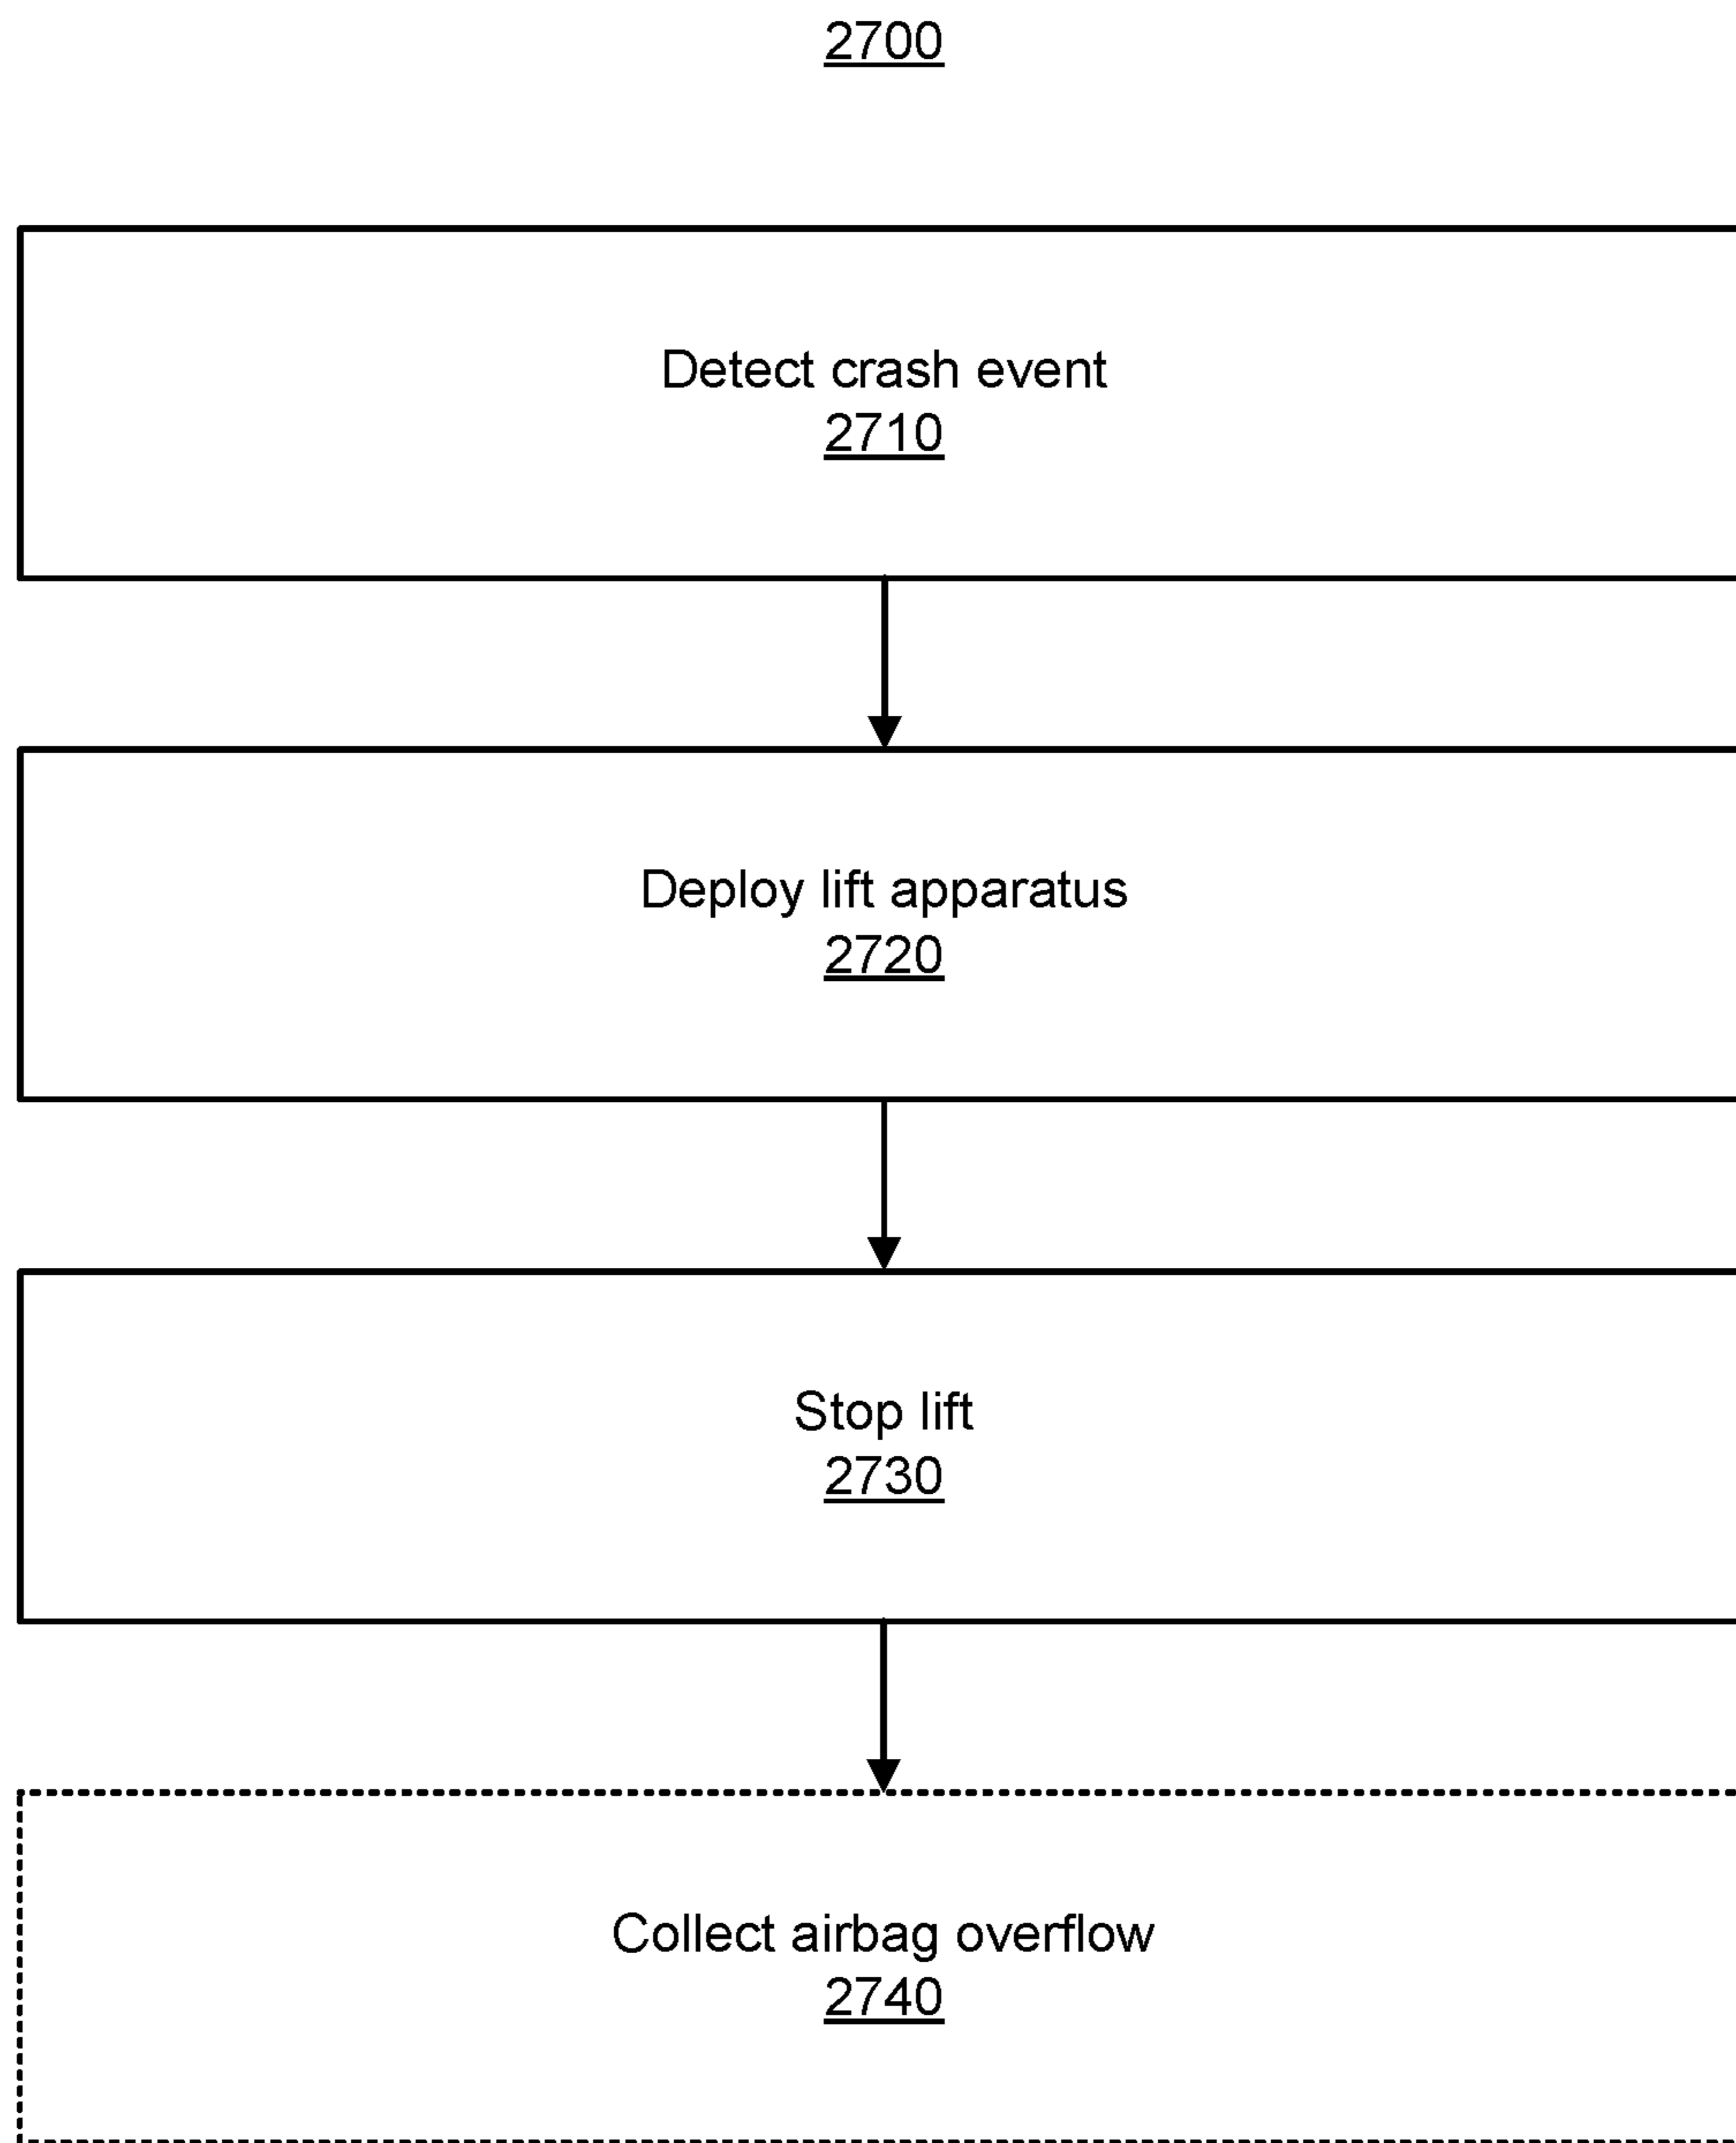 2700
Detect crash event
2710
Deploy lift apparatus
2720
Stop lift
2730
Collect airbag overflow
2740